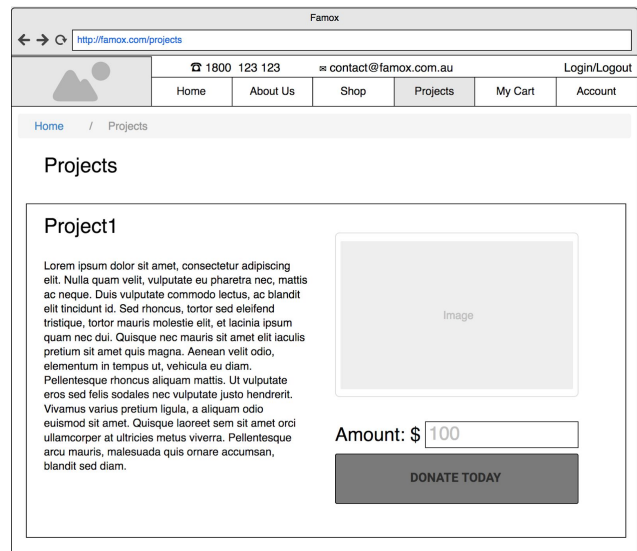 Famox
http://famox.com/projects
☎ 1800 123 123
✉ contact@famox.com.au
Login/Logout
Home
About Us
Shop
Projects
My Cart
Account
Home / Projects
Projects
Project1
Lorem ipsum dolor sit amet, consectetur adipiscing
elit. Nulla quam velit, vulputate eu pharetra nec, mattis
ac neque. Duis vulputate commodo lectus, ac blandit
elit tincidunt id. Sed rhoncus, tortor sed eleifend
tristique, tortor mauris molestie elit, et lacinia ipsum
quam nec dui. Quisque nec mauris sit amet elit iaculis
pretium sit amet quis magna. Aenean velit odio,
elementum in tempus ut, vehicula eu diam.
Pellentesque rhoncus aliquam mattis. Ut vulputate
eros sed felis sodales nec vulputate justo hendrerit.
Vivamus varius pretium ligula, a aliquam odio
euismod sit amet. Quisque laoreet sem sit amet orci
ullamcorper at ultricies metus viverra. Pellentesque
arcu mauris, malesuada quis ornare accumsan,
blandit sed diam.
Image
Amount: $ 100
DONATE TODAY